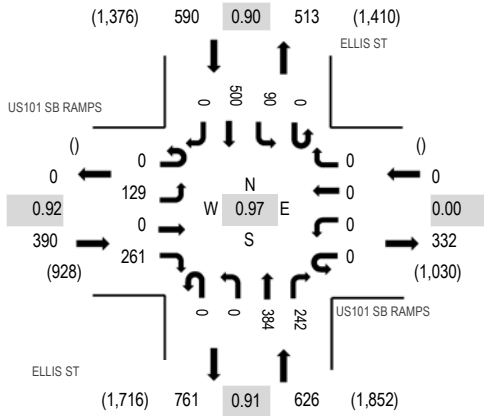 (1,376) 590 0.90 513 (1,410)
ELLIS ST
0 500 90 0
US101 SB RAMPS
() 0 0 ()
0 129 N 0 0
0.92 0 W 0.97 E 0 0.00
390 261 S 0 332
(928) (1,030)
0 0 384 242
US101 SB RAMPS
ELLIS ST
(1,716) 761 0.91 626 (1,852)